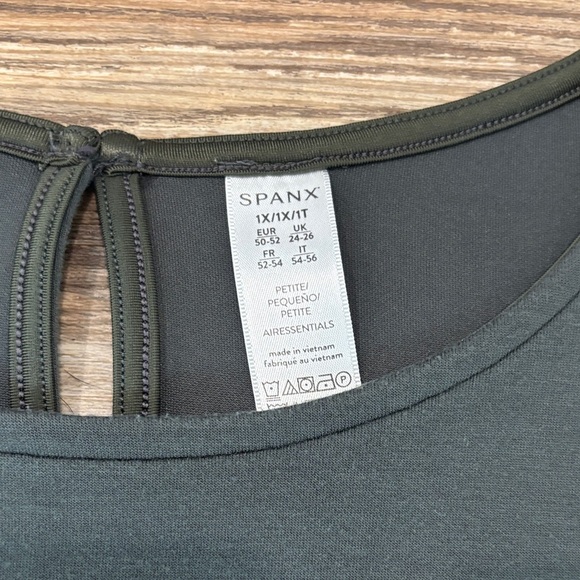 SPANX
1X/1X/1T
EUR UK
50-52 24-26
FR IT
52-54 54-56
PETITE/
PEQUEÑO/
PETITE
AIRESSENTIALS
made in vietnam
fabriqué au vietnam
P